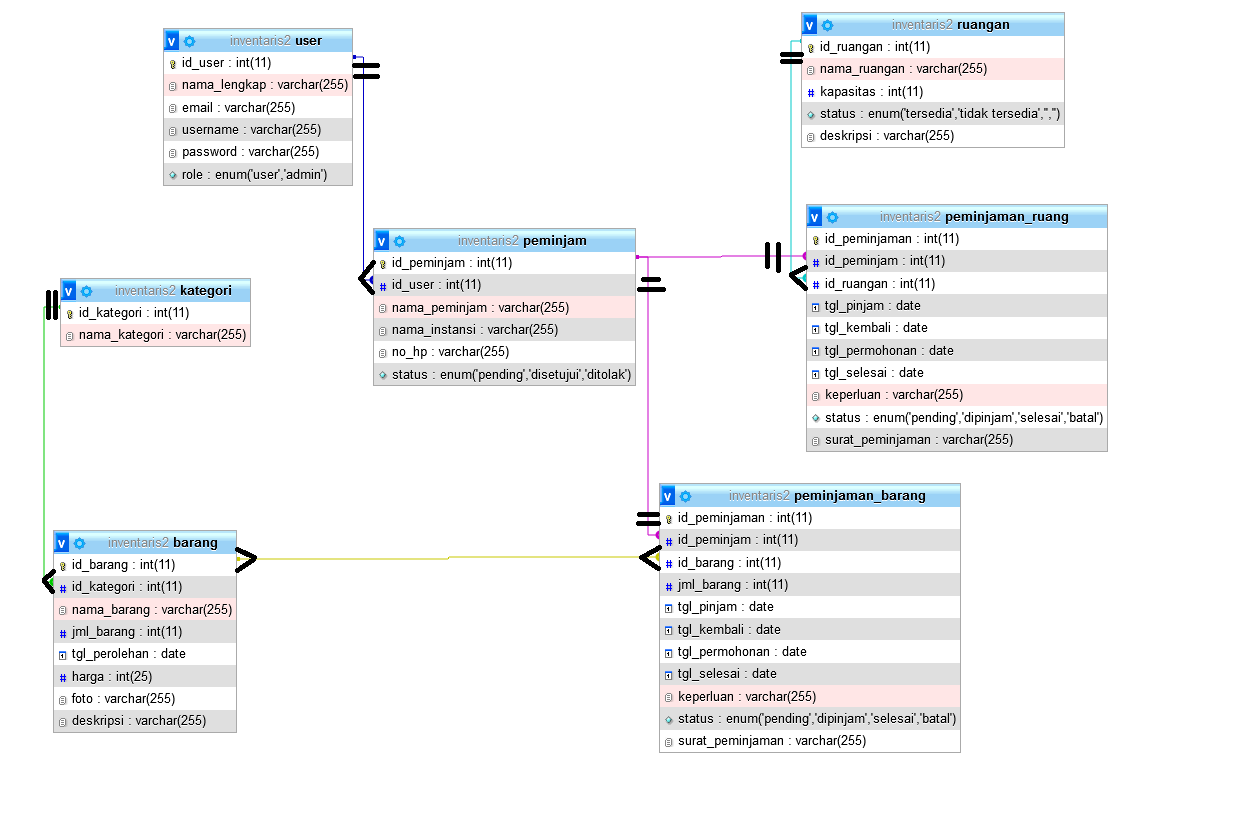 v inventaris2 user
id_user : int(11)
nama_lengkap : varchar(255)
email : varchar(255)
username : varchar(255)
password : varchar(255)
role : enum('user','admin')
v inventaris2 ruangan
id_ruangan : int(11)
nama_ruangan : varchar(255)
# kapasitas : int(11)
status : enum('tersedia','tidak tersedia','','')
deskripsi : varchar(255)
v inventaris2 peminjam
id_peminjam : int(11)
# id_user : int(11)
nama_peminjam : varchar(255)
nama_instansi : varchar(255)
no_hp : varchar(255)
status : enum('pending','disetujui','ditolak')
v inventaris2 peminjaman_ruang
id_peminjaman : int(11)
# id_peminjam : int(11)
# id_ruangan : int(11)
tgl_pinjam : date
tgl_kembali : date
tgl_permohonan : date
tgl_selesai : date
keperluan : varchar(255)
status : enum('pending','dipinjam','selesai','batal')
surat_peminjaman : varchar(255)
v inventaris2 kategori
id_kategori : int(11)
nama_kategori : varchar(255)
v inventaris2 barang
id_barang : int(11)
# id_kategori : int(11)
nama_barang : varchar(255)
# jml_barang : int(11)
tgl_perolehan : date
# harga : int(25)
foto : varchar(255)
deskripsi : varchar(255)
v inventaris2 peminjaman_barang
id_peminjaman : int(11)
# id_peminjam : int(11)
# id_barang : int(11)
# jml_barang : int(11)
tgl_pinjam : date
tgl_kembali : date
tgl_permohonan : date
tgl_selesai : date
keperluan : varchar(255)
status : enum('pending','dipinjam','selesai','batal')
surat_peminjaman : varchar(255)